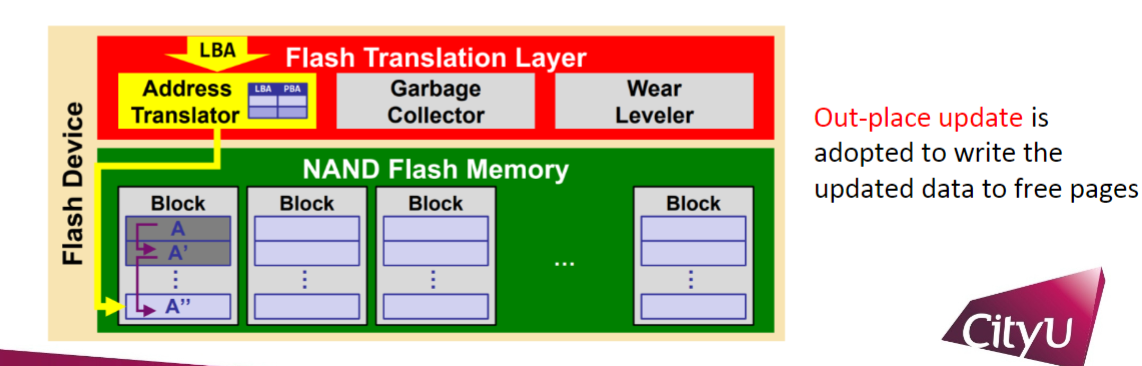 LBA
Flash Translation Layer
Address
Translator
LBA PBA
Garbage
Collector
Wear
Leveler
Flash Device
NAND Flash Memory
Block
A
A'
⋮
A''
Block
⋮
Block
⋮
...
Block
⋮
Out-place update is
adopted to write the
updated data to free pages
CityU